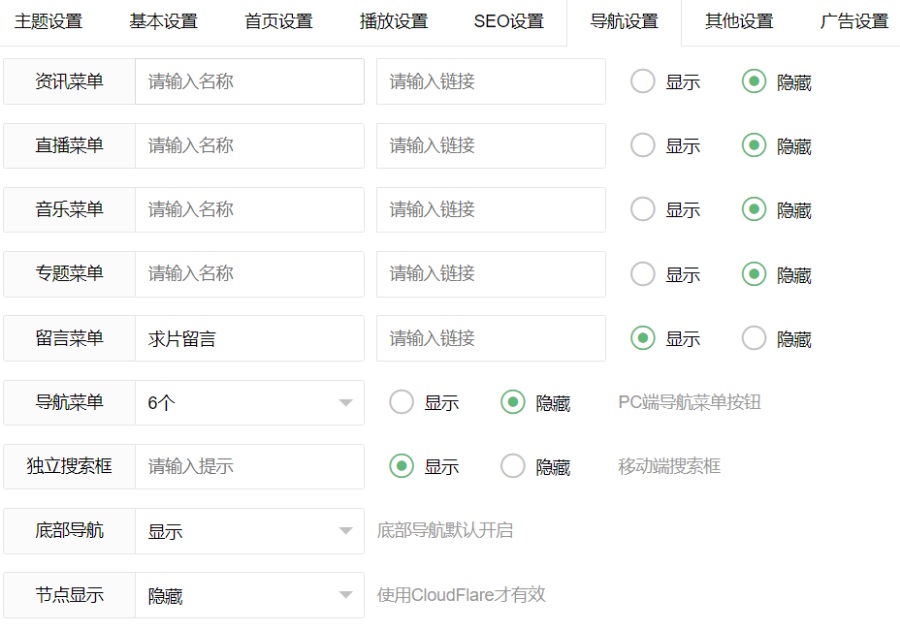 主题设置 基本设置 首页设置 播放设置 SEO设置 导航设置 其他设置 广告设置
资讯菜单 请输入名称 请输入链接 显示 隐藏
直播菜单 请输入名称 请输入链接 显示 隐藏
音乐菜单 请输入名称 请输入链接 显示 隐藏
专题菜单 请输入名称 请输入链接 显示 隐藏
留言菜单 求片留言 请输入链接 显示 隐藏
导航菜单 6个 显示 隐藏 PC端导航菜单按钮
独立搜索框 请输入提示 显示 隐藏 移动端搜索框
底部导航 显示 底部导航默认开启
节点显示 隐藏 使用CloudFlare才有效